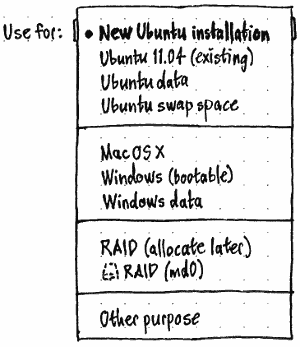 Use for: • New Ubuntu installation
Ubuntu 11.04 (existing)
Ubuntu data
Ubuntu swap space
Mac OS X
Windows (bootable)
Windows data
RAID (allocate later)
RAID (md0)
Other purpose